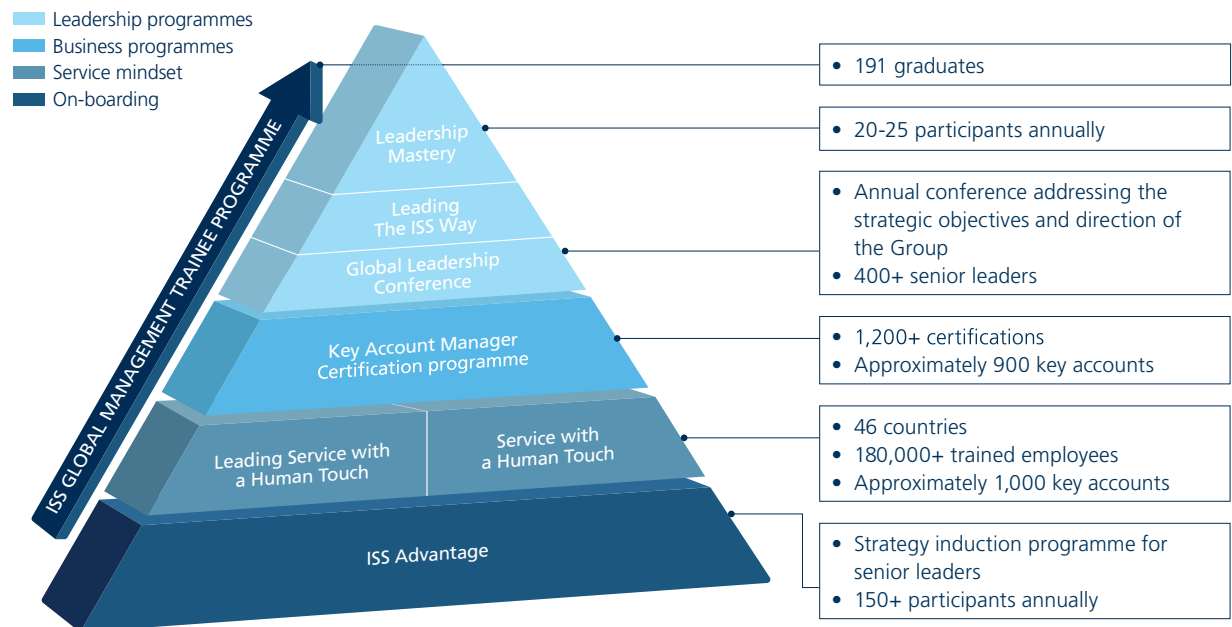 Leadership programmes
Business programmes
Service mindset
On-boarding
ISS GLOBAL MANAGEMENT TRAINEE PROGRAMME
Leadership
Mastery
Leading
The ISS Way
Global Leadership
Conference
Key Account Manager
Certification programme
Leading Service with
a Human Touch
Service with
a Human Touch
ISS Advantage
• 191 graduates
• 20-25 participants annually
• Annual conference addressing the
strategic objectives and direction of
the Group
• 400+ senior leaders
• 1,200+ certifications
• Approximately 900 key accounts
• 46 countries
• 180,000+ trained employees
• Approximately 1,000 key accounts
• Strategy induction programme for
senior leaders
• 150+ participants annually